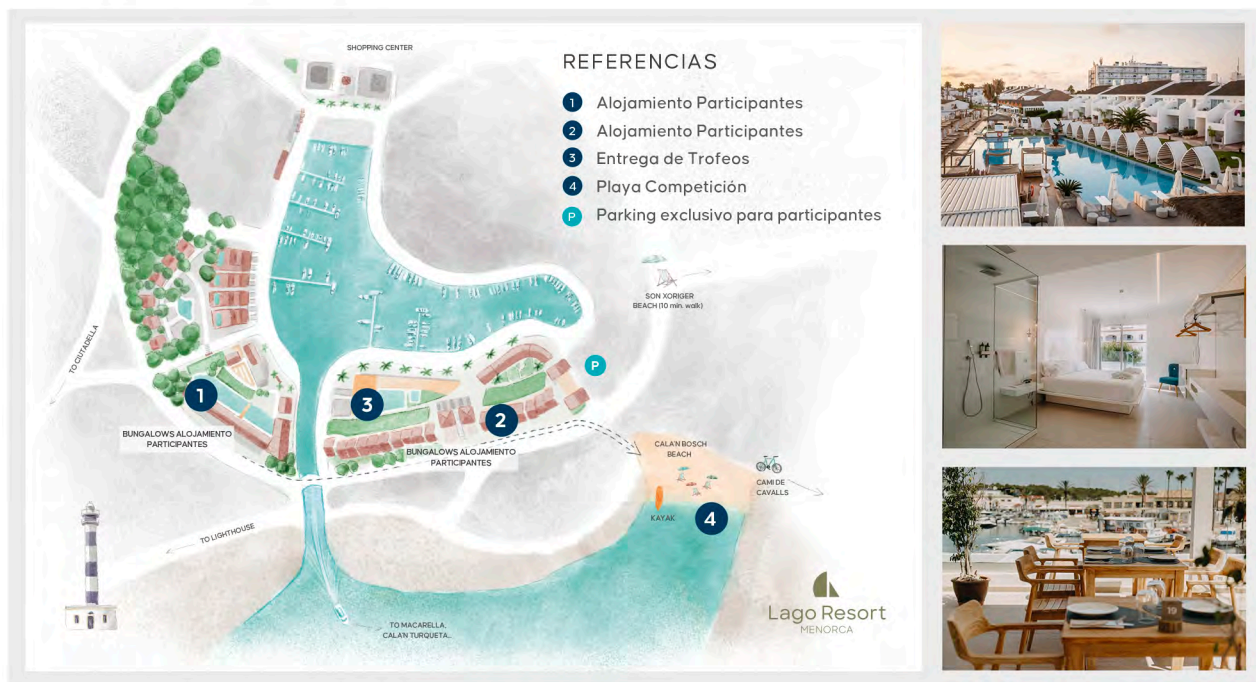 SHOPPING CENTER
REFERENCIAS
1 Alojamiento Participantes
2 Alojamiento Participantes
3 Entrega de Trofeos
4 Playa Competición
P Parking exclusivo para participantes
SON XORIGER
BEACH (10 min. walk)
TO CIUTADELLA
P
1
3
2
BUNGALOWS ALOJAMIENTO
PARTICIPANTES
BUNGALOWS ALOJAMIENTO
PARTICIPANTES
CALA'N BOSCH
BEACH
CAMI DE
CAVALLS
KAYAK
4
TO LIGHTHOUSE
TO MACARELLA,
CALA'N TURQUETA...
Lago Resort
MENORCA
19